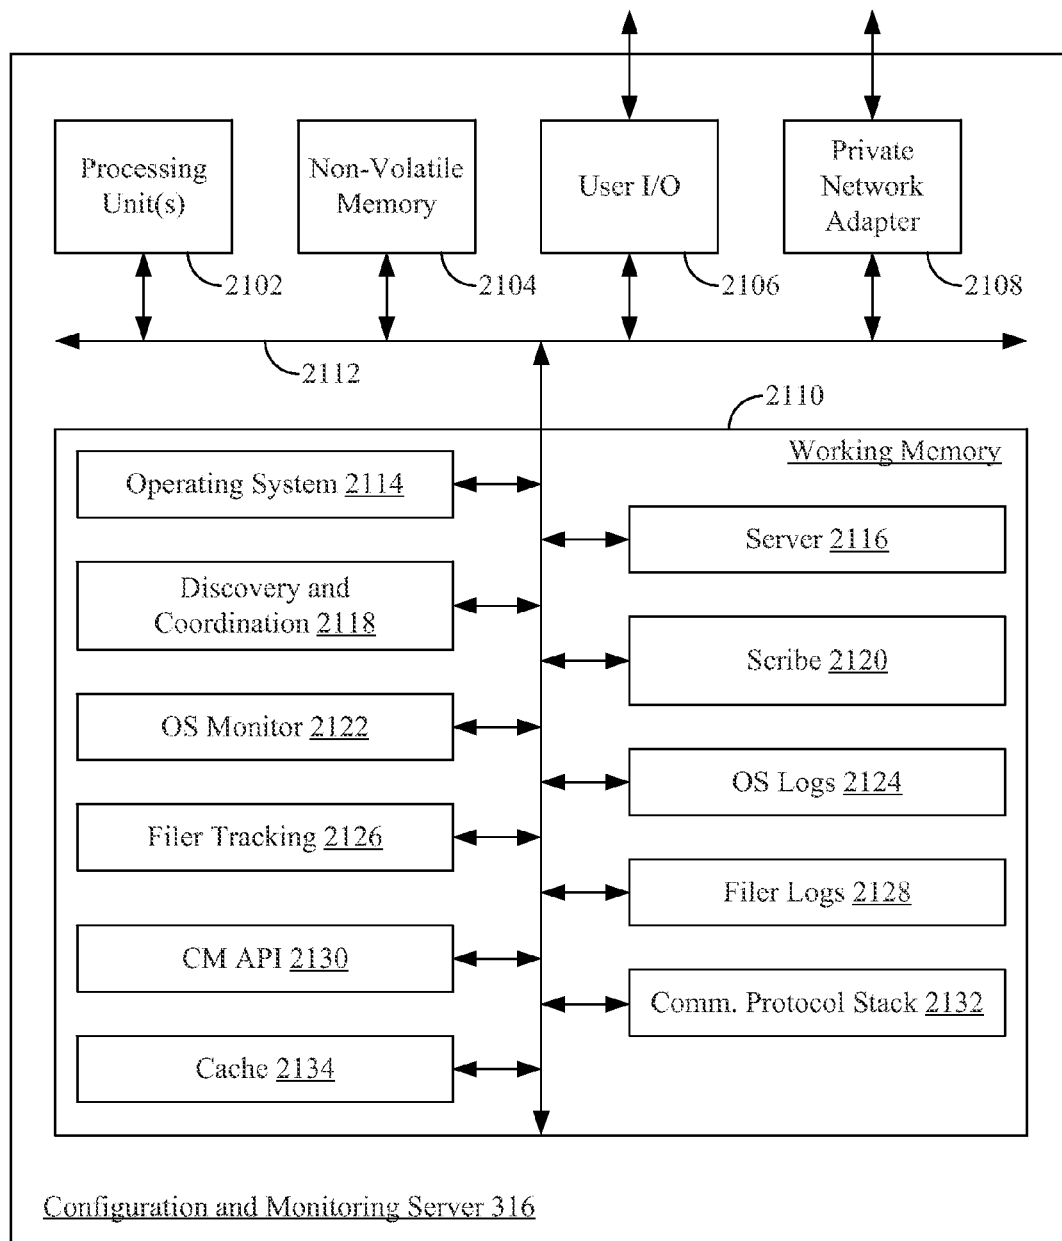 Processing
Unit(s)
Non-Volatile
Memory
User I/O
Private
Network
Adapter
2102
2104
2106
2108
2112
2110
Working Memory
Operating System 2114
Server 2116
Discovery and
Coordination 2118
Scribe 2120
OS Monitor 2122
OS Logs 2124
Filer Tracking 2126
Filer Logs 2128
CM API 2130
Comm. Protocol Stack 2132
Cache 2134
Configuration and Monitoring Server 316